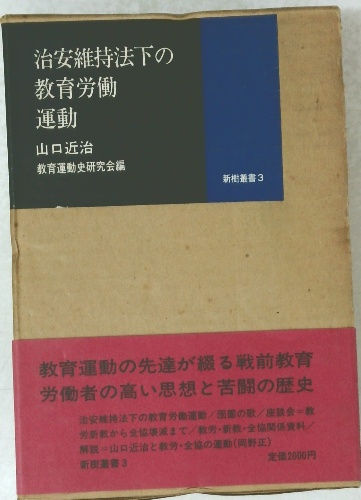 治安維持法下の
教育労働
運動
山口近治
教育運動史研究会編
新樹叢書3
教育運動の先達が綴る戦前教育
労働者の高い思想と苦闘の歴史
治安維持法下の教育労働運動／頭の歌／座談会＝教
労新教から全協壊滅まで／教労・新教・全協関係資料／
解説＝山口近治と教労・全協の運動(岡野正)
新樹叢書3
定価2000円